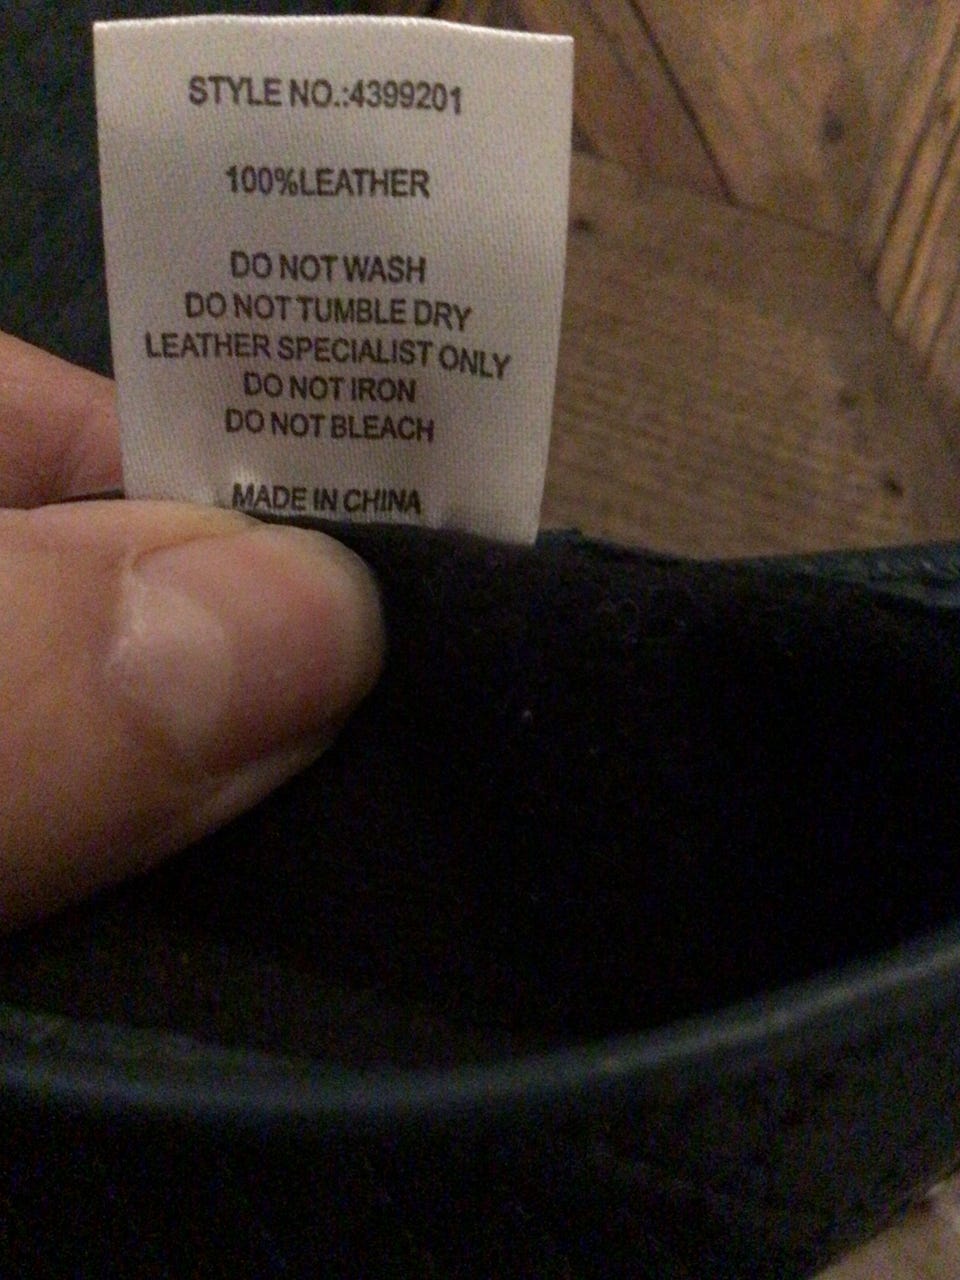 STYLE NO.:4399201
100%LEATHER
DO NOT WASH
DO NOT TUMBLE DRY
LEATHER SPECIALIST ONLY
DO NOT IRON
DO NOT BLEACH
MADE IN CHINA